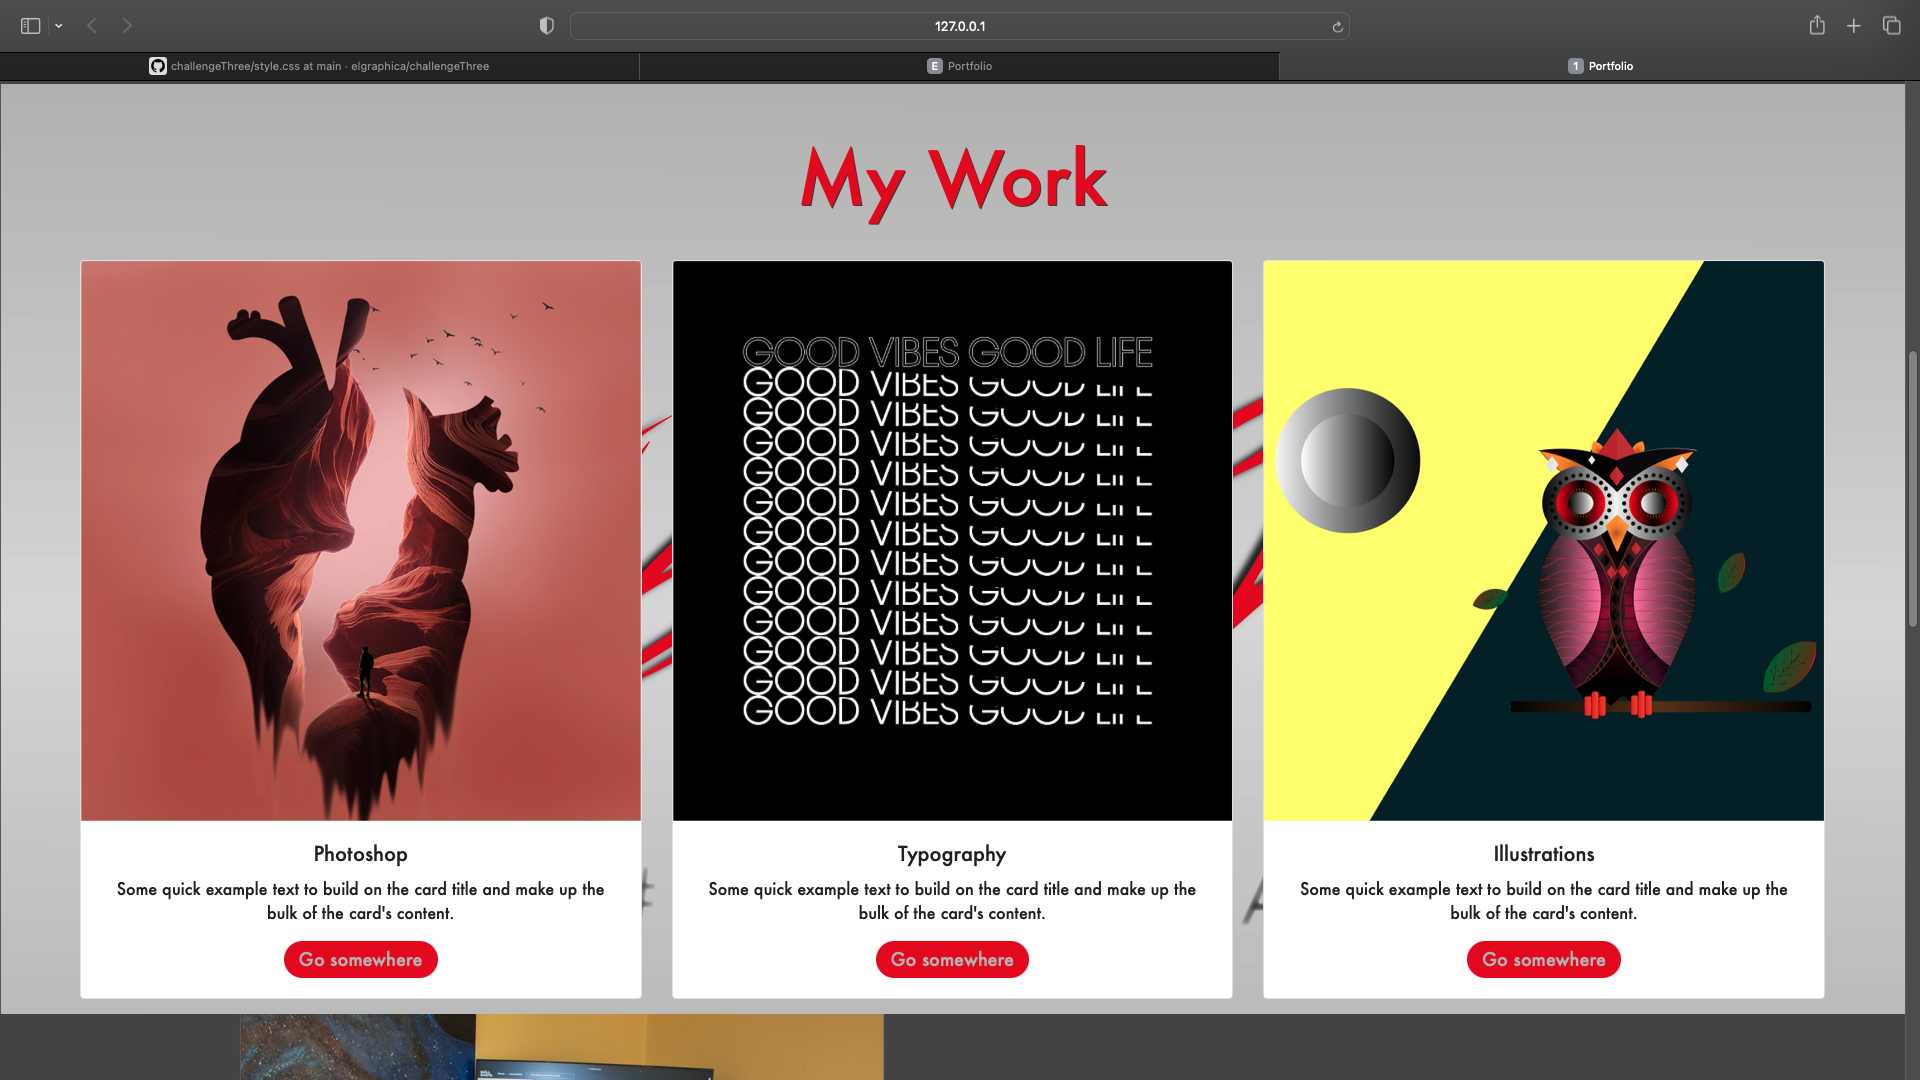 127.0.0.1
challengeThree/style.css at main · elgraphica/challengeThree
E Portfolio
1 Portfolio
My Work
GOOD VIBES GOOD LIFE
GOOD VIBES GOOD LIFE
GOOD VIBES GOOD LIFE
GOOD VIBES GOOD LIFE
GOOD VIBES GOOD LIFE
GOOD VIBES GOOD LIFE
GOOD VIBES GOOD LIFE
GOOD VIBES GOOD LIFE
GOOD VIBES GOOD LIFE
GOOD VIBES GOOD LIFE
GOOD VIBES GOOD LIFE
GOOD VIBES GOOD LIFE
GOOD VIBES GOOD LIFE
Photoshop
Some quick example text to build on the card title and make up the
bulk of the card's content.
Go somewhere
Typography
Some quick example text to build on the card title and make up the
bulk of the card's content.
Go somewhere
Illustrations
Some quick example text to build on the card title and make up the
bulk of the card's content.
Go somewhere